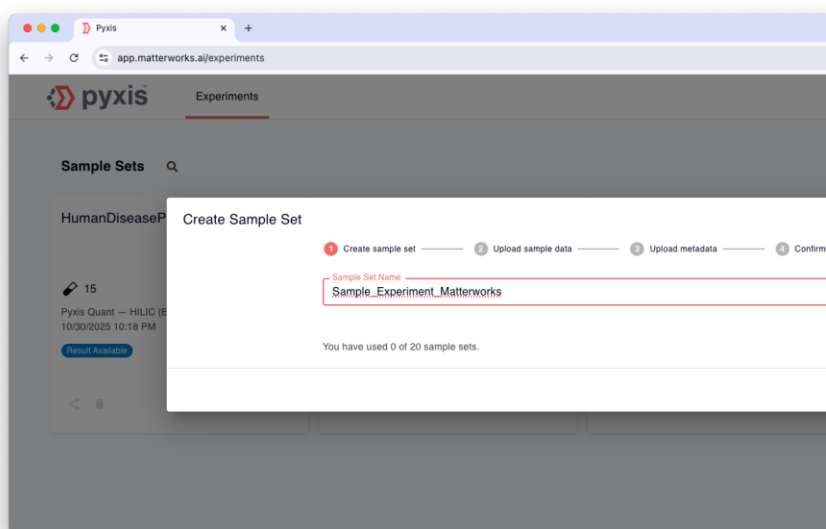 Pyxis
app.matterworks.ai/experiments
pyxis
Experiments
Sample Sets
HumanDiseaseP
Create Sample Set
1 Create sample set
2 Upload sample data
3 Upload metadata
4 Confirm
Sample Set Name
Sample_Experiment_Matterworks
15
Pyxis Quant — HILIC (E
10/30/2025 10:18 PM
You have used 0 of 20 sample sets.
Result Available